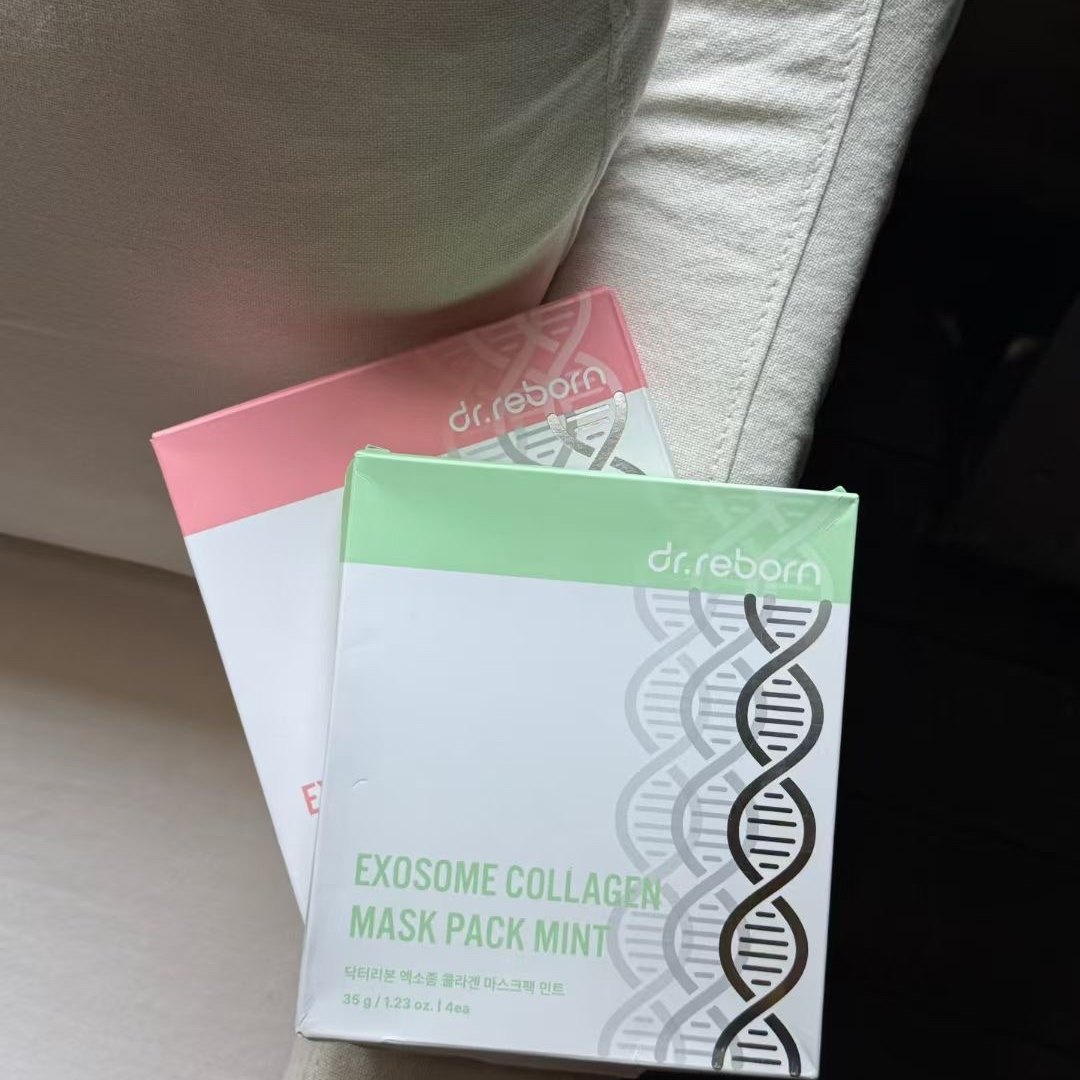 dr.reborn
dr.reborn
EXOSOME COLLAGEN
MASK PACK MINT
닥터리본 엑소좀 콜라겐 마스크팩 민트
35 g / 1.23 oz. | 4ea